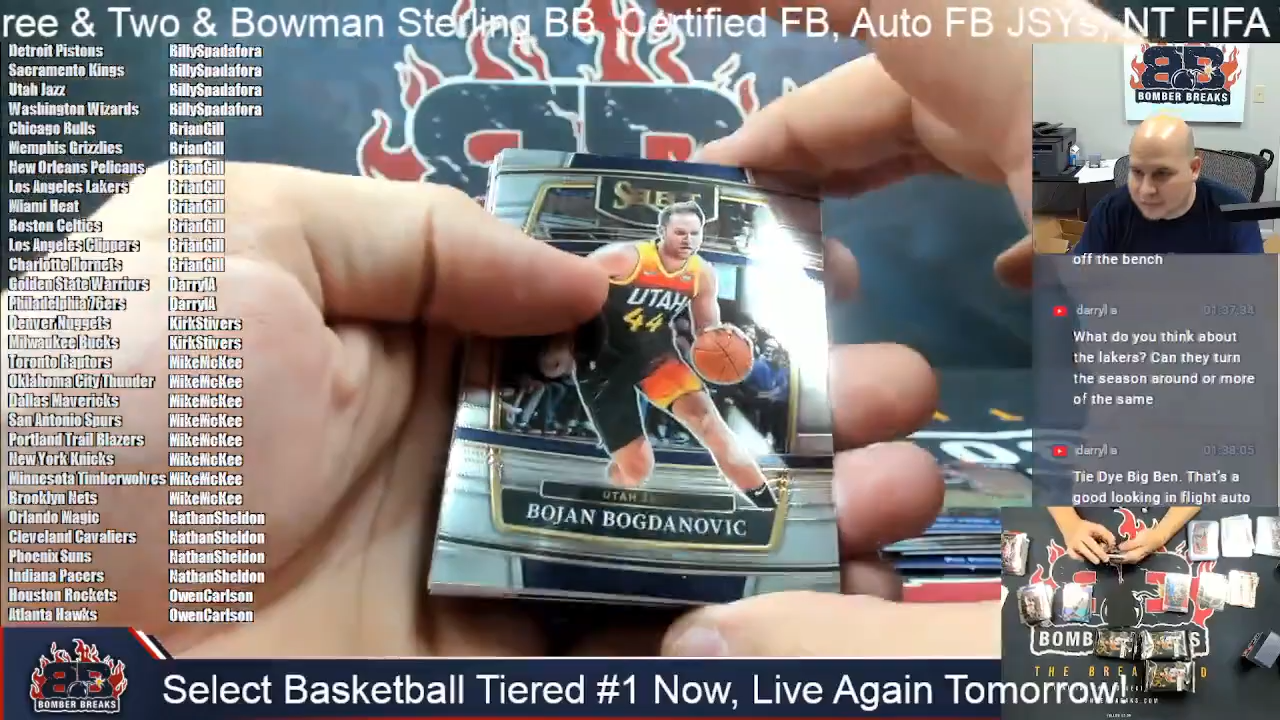 ree & Two & Bowman Sterling BB, Certified FB, Auto FB JSYs, NT FIFA
Detroit Pistons BillySpadafora
Sacramento Kings BillySpadafora
Utah Jazz BillySpadafora
Washington Wizards BillySpadafora
Chicago Bulls BrianGill
Memphis Grizzlies BrianGill
New Orleans Pelicans BrianGill
Los Angeles Lakers BrianGill
Miami Heat BrianGill
Boston Celtics BrianGill
Los Angeles Clippers BrianGill
Charlotte Hornets BrianGill
Golden State Warriors DarrylA
Philadelphia 76ers DarrylA
Denver Nuggets KirkStivers
Milwaukee Bucks KirkStivers
Toronto Raptors MikeMcKee
Oklahoma City Thunder MikeMcKee
Dallas Mavericks MikeMcKee
San Antonio Spurs MikeMcKee
Portland Trail Blazers MikeMcKee
New York Knicks MikeMcKee
Minnesota Timberwolves MikeMcKee
Brooklyn Nets MikeMcKee
Orlando Magic NathanSheldon
Cleveland Cavaliers NathanSheldon
Phoenix Suns NathanSheldon
Indiana Pacers NathanSheldon
Houston Rockets OwenCarlson
Atlanta Hawks OwenCarlson
SELECT
UTAH
44
BOJAN BOGDANOVIC
BOMBER BREAKS
off the bench
darryl a 01:37:34
What do you think about
the lakers? Can they turn
the season around or more
of the same
darryl a 01:38:05
Tie Dye Big Ben. That's a
good looking in flight auto
BOMBER BREAKS
Select Basketball Tiered #1 Now, Live Again Tomorrow!